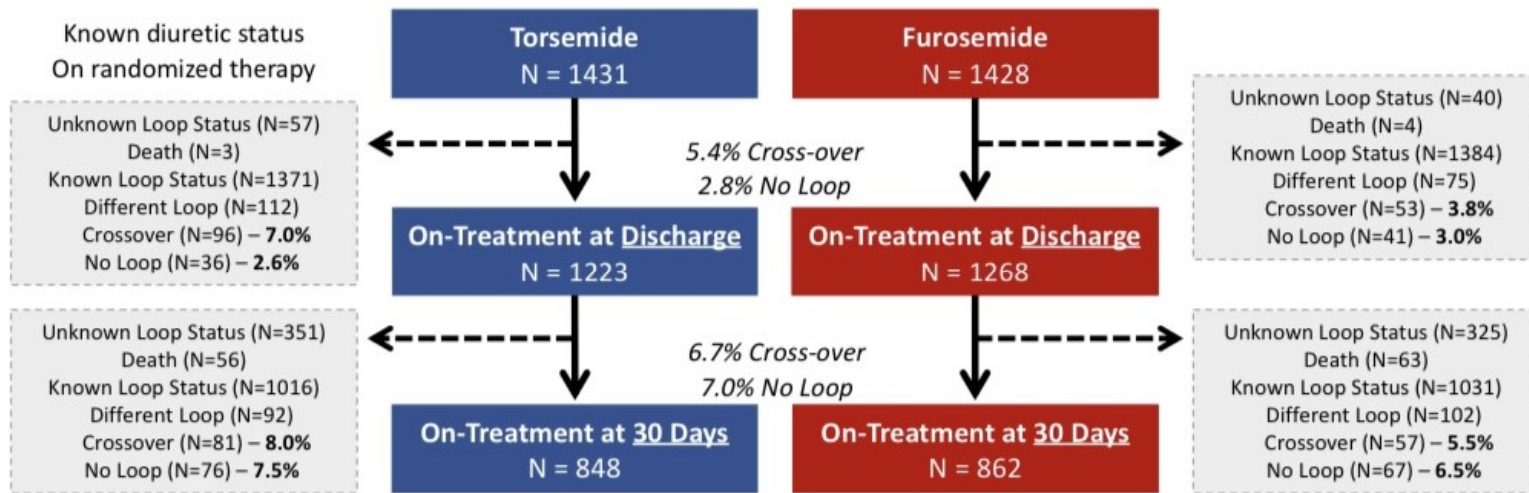 Known diuretic status
On randomized therapy
Torsemide
N = 1431
Furosemide
N = 1428
Unknown Loop Status (N=57)
Death (N=3)
Known Loop Status (N=1371)
Different Loop (N=112)
Crossover (N=96) – 7.0%
No Loop (N=36) – 2.6%
5.4% Cross-over
2.8% No Loop
Unknown Loop Status (N=40)
Death (N=4)
Known Loop Status (N=1384)
Different Loop (N=75)
Crossover (N=53) – 3.8%
No Loop (N=41) – 3.0%
On-Treatment at Discharge
N = 1223
On-Treatment at Discharge
N = 1268
Unknown Loop Status (N=351)
Death (N=56)
Known Loop Status (N=1016)
Different Loop (N=92)
Crossover (N=81) – 8.0%
No Loop (N=76) – 7.5%
6.7% Cross-over
7.0% No Loop
Unknown Loop Status (N=325)
Death (N=63)
Known Loop Status (N=1031)
Different Loop (N=102)
Crossover (N=57) – 5.5%
No Loop (N=67) – 6.5%
On-Treatment at 30 Days
N = 848
On-Treatment at 30 Days
N = 862